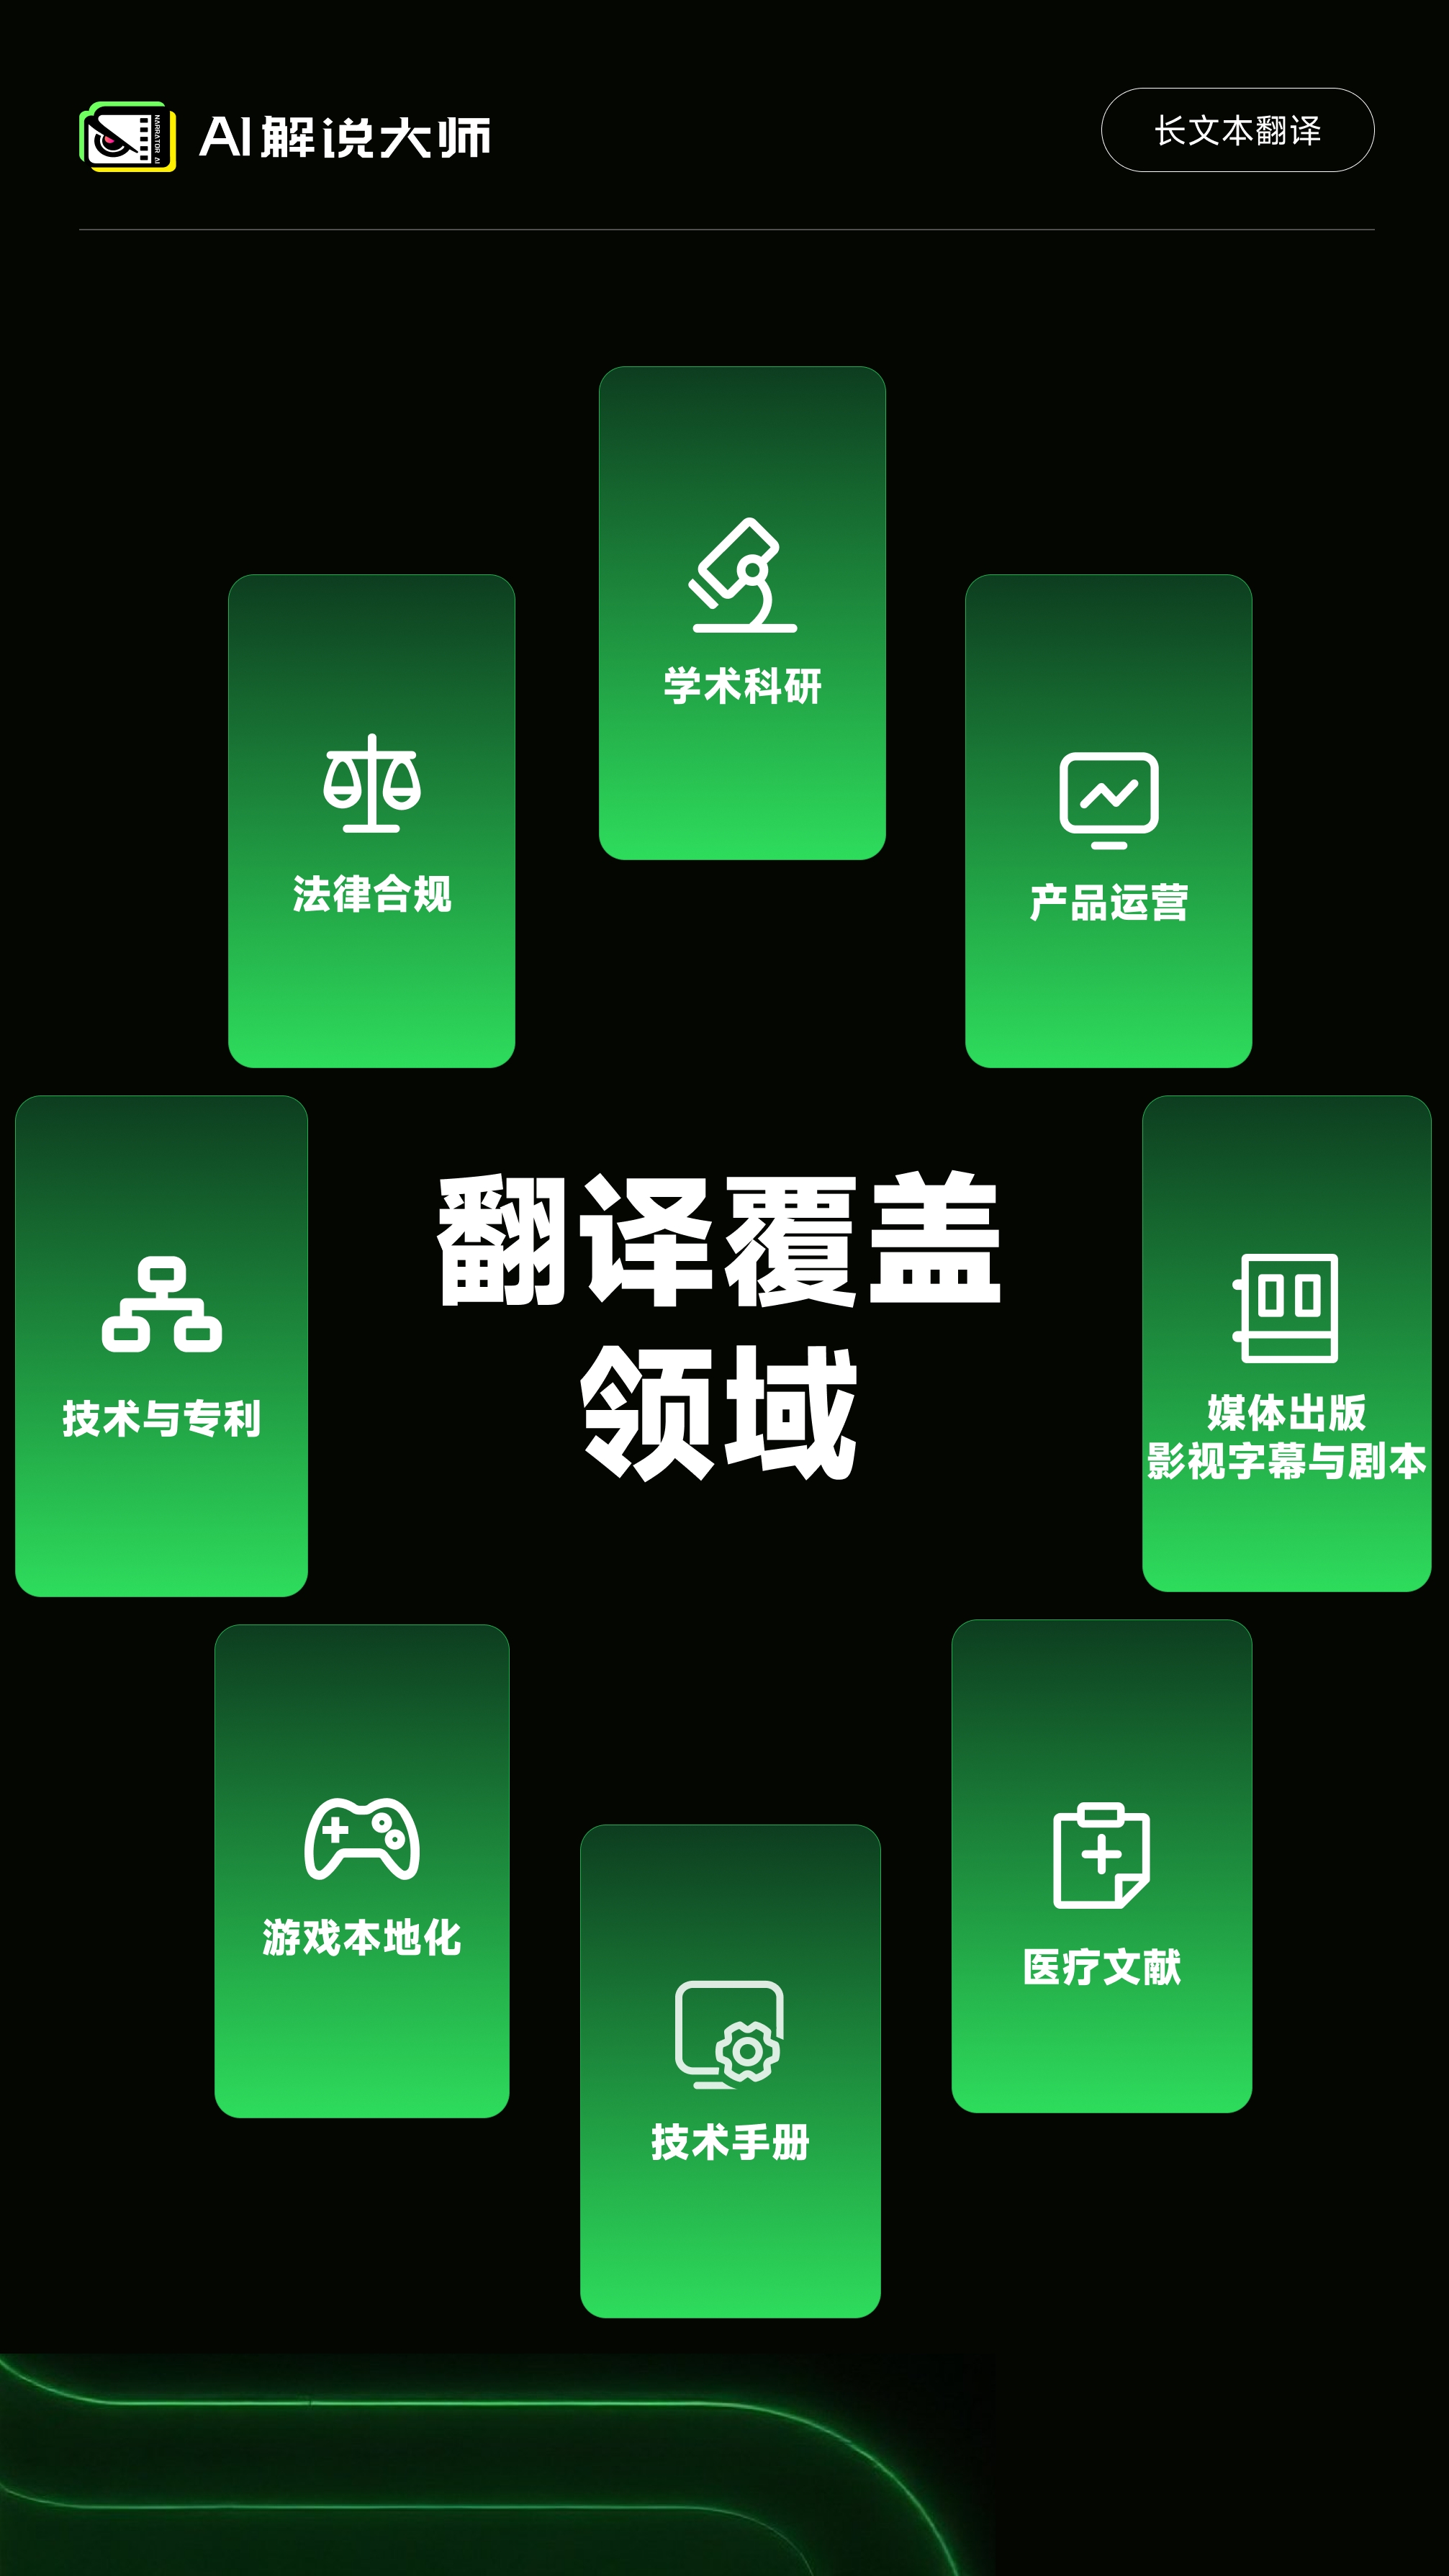 NARRATOR AI
AI解说大师
长文本翻译
学术科研
法律合规
产品运营
翻译覆盖
领域
技术与专利
媒体出版
影视字幕与剧本
游戏本地化
医疗文献
技术手册